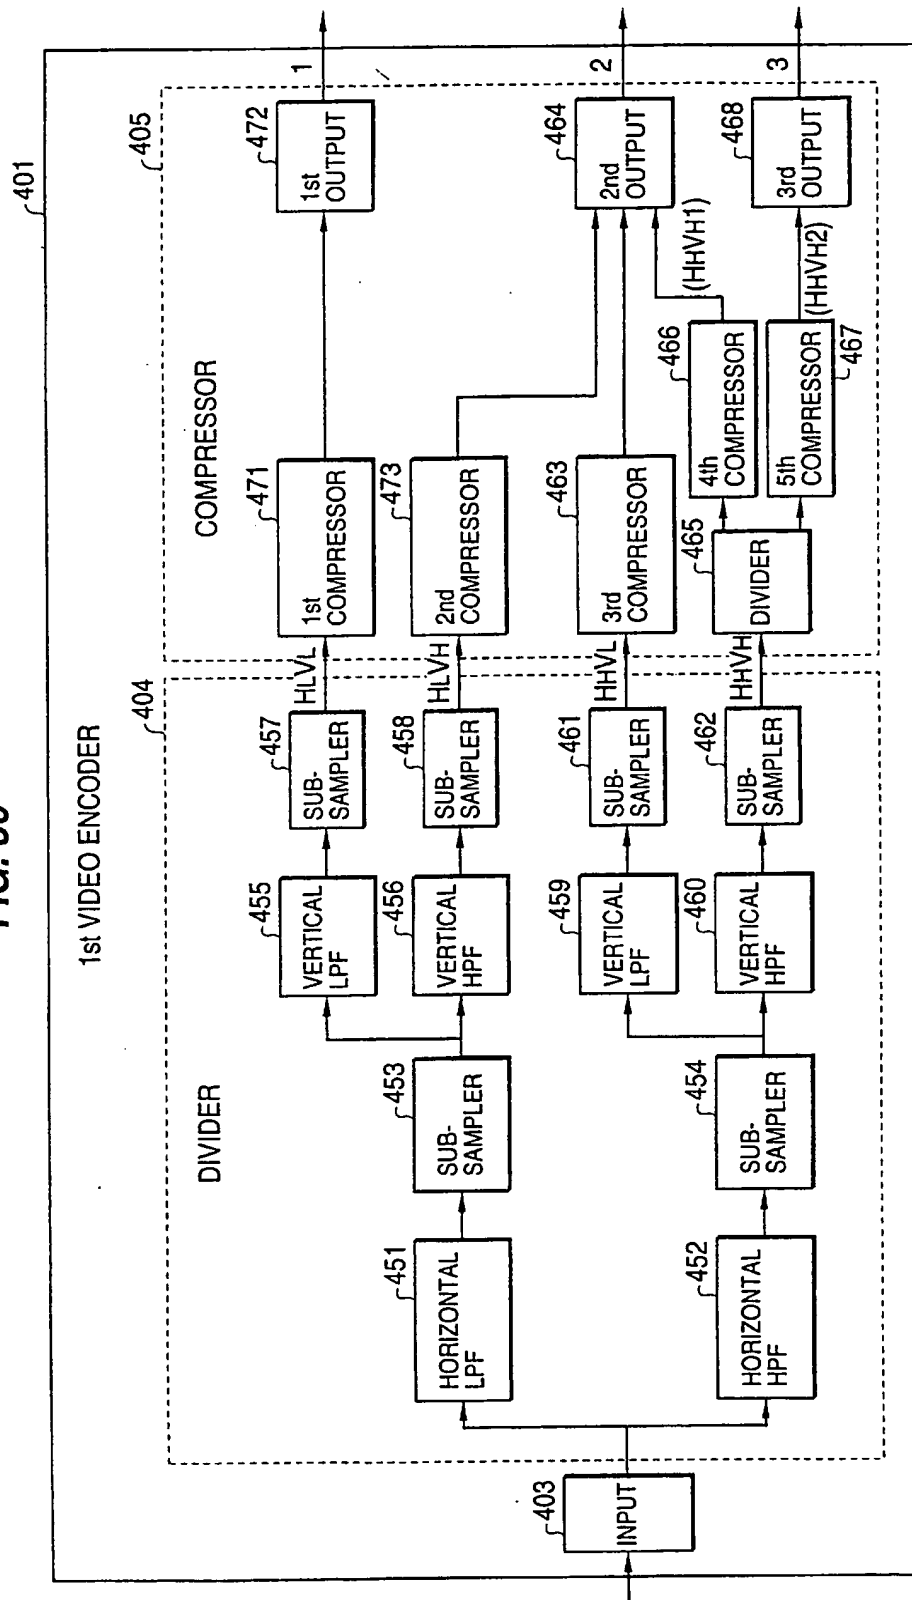 401
1st VIDEO ENCODER
403
INPUT
404
DIVIDER
451
HORIZONTAL
LPF
452
HORIZONTAL
HPF
453
SUB-
SAMPLER
454
SUB-
SAMPLER
455
VERTICAL
LPF
456
VERTICAL
HPF
459
VERTICAL
LPF
460
VERTICAL
HPF
457
SUB-
SAMPLER
458
SUB-
SAMPLER
461
SUB-
SAMPLER
462
SUB-
SAMPLER
HLVL
HLVH
HHVL
HHVH
405
COMPRESSOR
471
1st
COMPRESSOR
473
2nd
COMPRESSOR
463
3rd
COMPRESSOR
465
DIVIDER
466
4th
COMPRESSOR
5th
COMPRESSOR
467
(HHVH1)
(HHVH2)
472
1st
OUTPUT
464
2nd
OUTPUT
468
3rd
OUTPUT
1
2
3